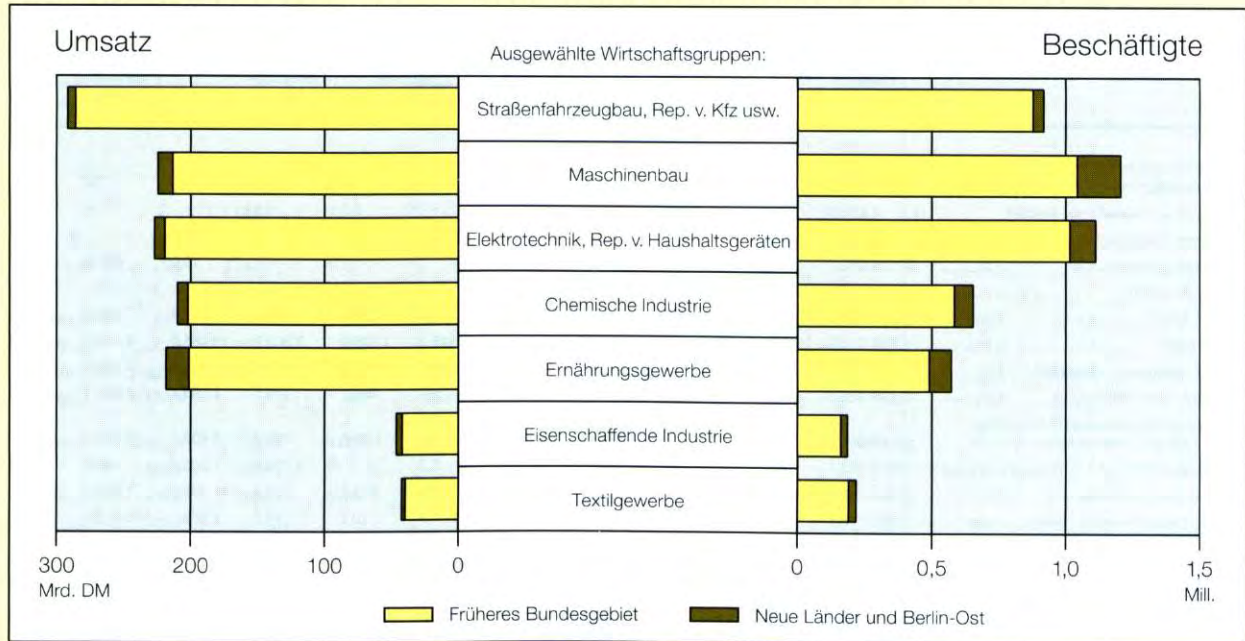 Umsatz
Ausgewählte Wirtschaftsgruppen:
Beschäftigte
Straßenfahrzeugbau, Rep. v. Kfz usw.
Maschinenbau
Elektrotechnik, Rep. v. Haushaltsgeräten
Chemische Industrie
Ernährungsgewerbe
Eisenschaffende Industrie
Textilgewerbe
300 200 100 0
Mrd. DM
0 0,5 1,0 1,5
Mill.
Früheres Bundesgebiet
Neue Länder und Berlin-Ost